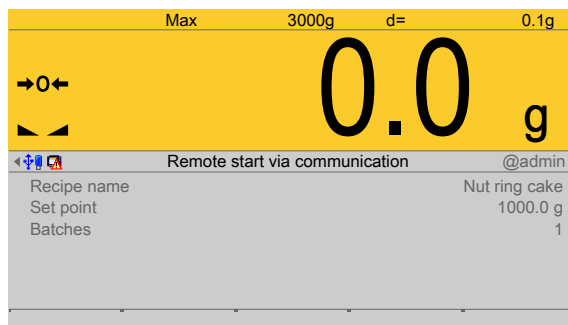 Max 3000g d= 0.1g
→0←
0.0 g
Remote start via communication @admin
Recipe name Nut ring cake
Set point 1000.0 g
Batches 1